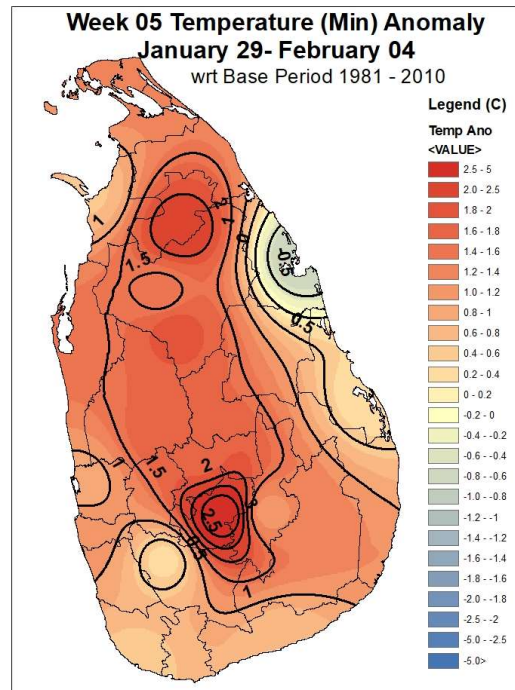 Week 05 Temperature (Min) Anomaly
January 29- February 04
wrt Base Period 1981 - 2010
Legend (C)
Temp Ano
<VALUE>
2.5 - 5
2.0 - 2.5
1.8 - 2
1.6 - 1.8
1.4 - 1.6
1.2 - 1.4
1.0 - 1.2
0.8 - 1
0.6 - 0.8
0.4 - 0.6
0.2 - 0.4
0 - 0.2
-0.2 - 0
-0.4 - -0.2
-0.6 - -0.4
-0.8 - -0.6
-1.0 - -0.8
-1.2 - -1
-1.4 - -1.2
-1.6 - -1.4
-1.8 - -1.6
-2.0 - -1.8
-2.5 - -2
-5.0 - -2.5
-5.0>
1
2
1
0
-0.5
1.5
0.5
1
1.5
2
3
2.5
0.5
1